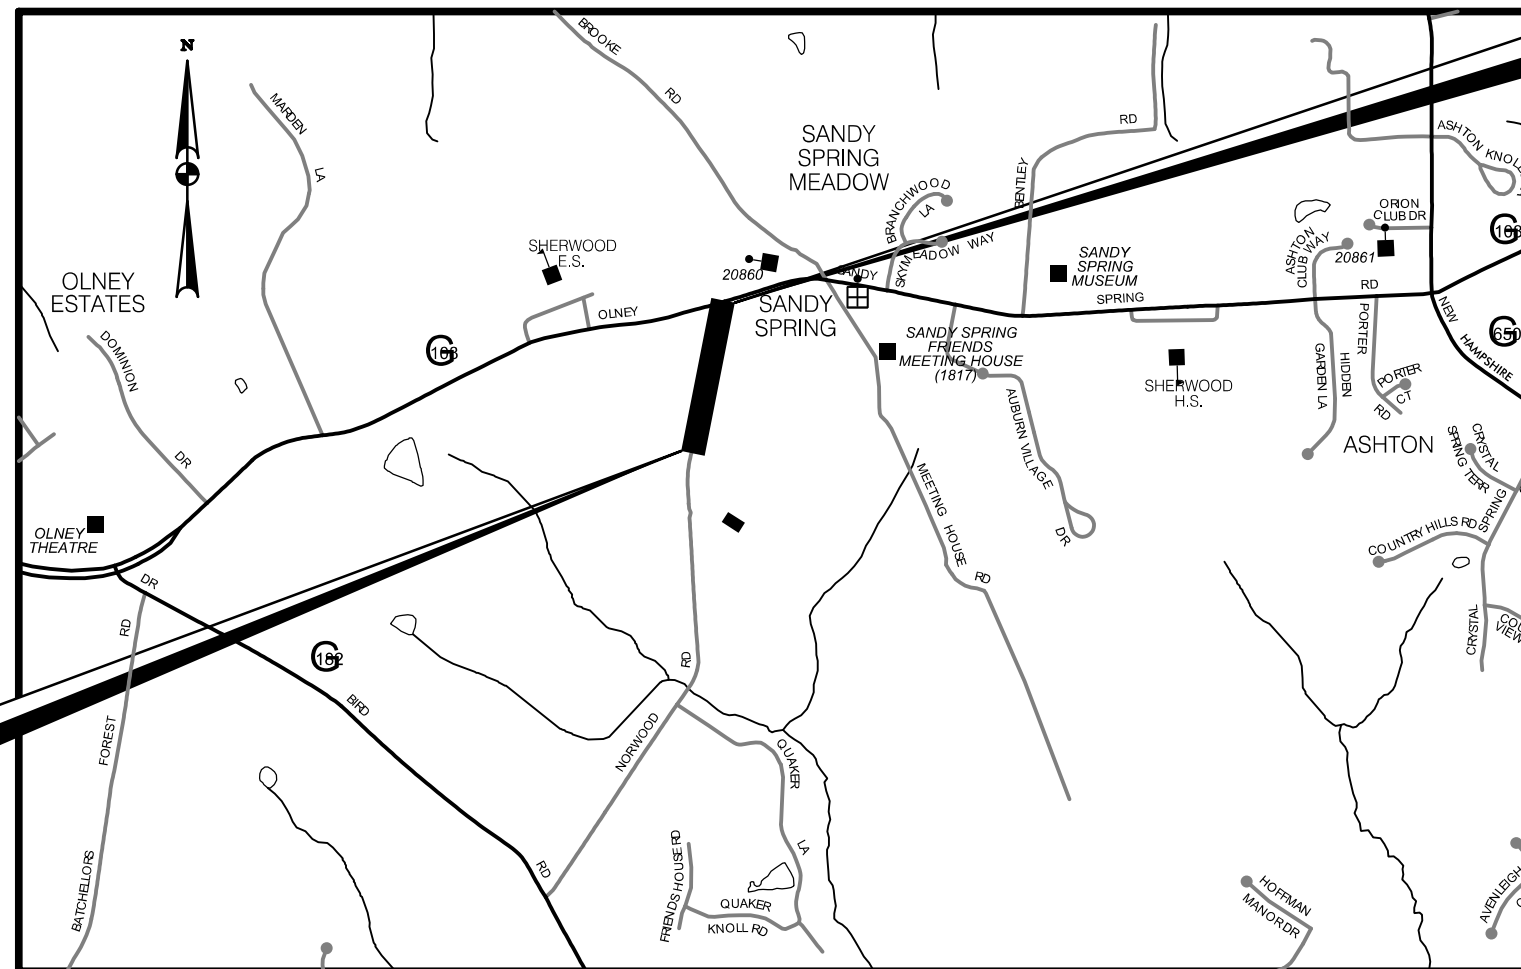 N
BROOKE
RD
MARDEN
LA
SANDY
SPRING
MEADOW
RD
BENTLEY
BRANCHWOOD
LA
SKYMEADOW WAY
ASHTON KNOLL
ORION
CLUB DR
G
108
ASHTON
CLUB WAY
20861
SHERWOOD
E.S.
20860
SANDY
SANDY
SPRING
MUSEUM
SPRING
RD
OLNEY
ESTATES
SANDY
SPRING
OLNEY
G
108
DOMINION
DR
SANDY SPRING
FRIENDS
MEETING HOUSE
(1817)
SHERWOOD
H.S.
HIDDEN
GARDEN LA
PORTER
RD
PORTER
CT
NEW
HAMPSHIRE
G
650
ASHTON
AUBURN VILLAGE
DR
MEETING HOUSE
RD
CRYSTAL
SPRING TERR
COUNTRY HILLS RD
SPRING
CRYSTAL
VIEW
OLNEY
THEATRE
DR
RD
G
182
BIRD
RD
FOREST
BATCHELLORS
RD
NORWOOD
QUAKER
LA
FRIENDS HOUSE RD
QUAKER
KNOLL RD
HOFFMAN
MANOR DR
AVENLEIGH